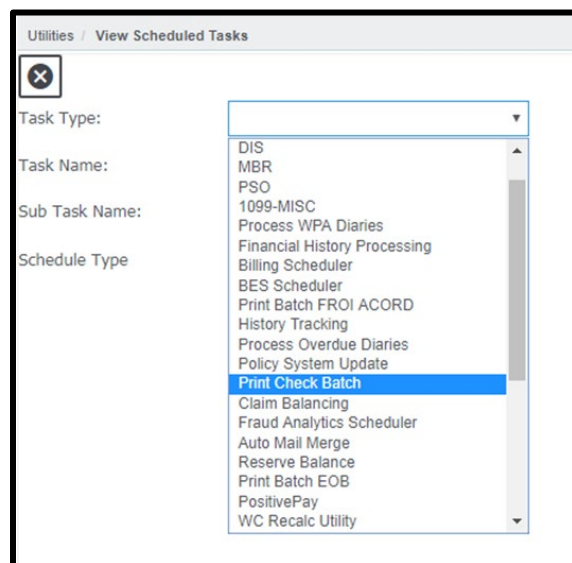 Utilities / View Scheduled Tasks
Task Type:
DIS
MBR
Task Name:
PSO
1099-MISC
Sub Task Name:
Process WPA Diaries
Financial History Processing
Schedule Type
Billing Scheduler
BES Scheduler
Print Batch FROI ACORD
History Tracking
Process Overdue Diaries
Policy System Update
Print Check Batch
Claim Balancing
Fraud Analytics Scheduler
Auto Mail Merge
Reserve Balance
Print Batch EOB
PositivePay
WC Recalc Utility